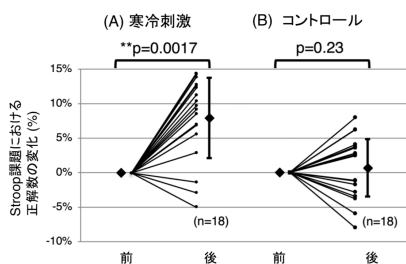 (A) 寒冷刺激
(B) コントロール
**p=0.0017
p=0.23
Stroop課題における
正解数の変化 (%)
15%
10%
5%
0%
-5%
-10%
(n=18)
(n=18)
前
後
前
後